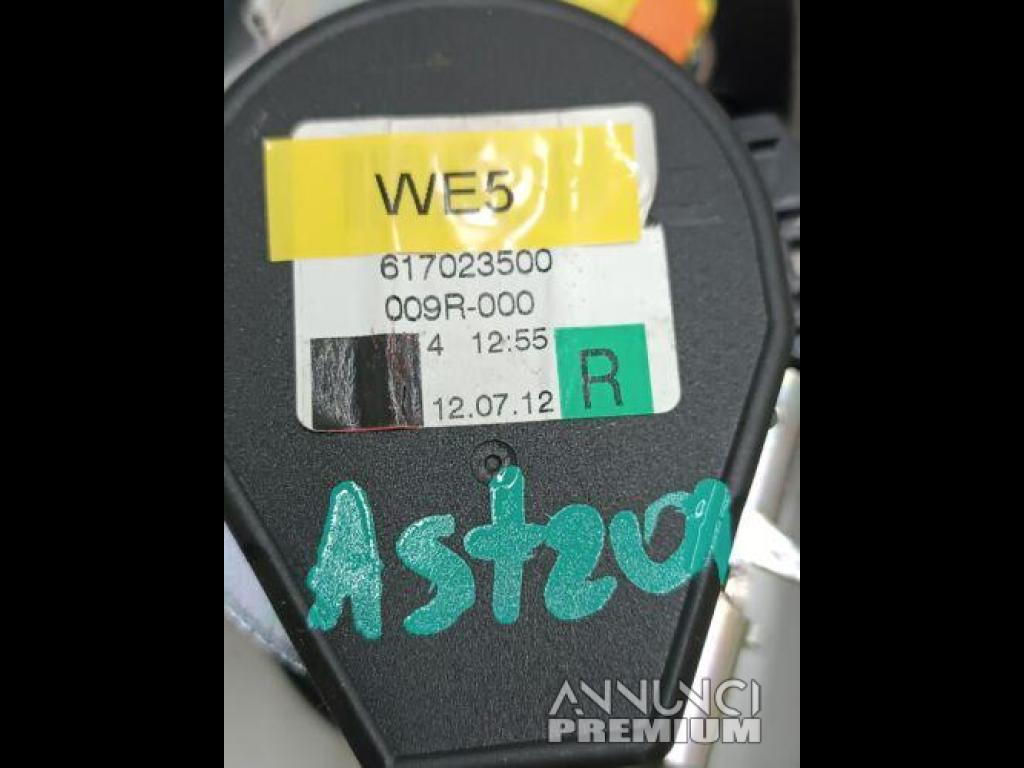 WE5
617023500
009R-000
4 12:55
R
12.07.12
Astra
ANNUNCI
PREMIUM